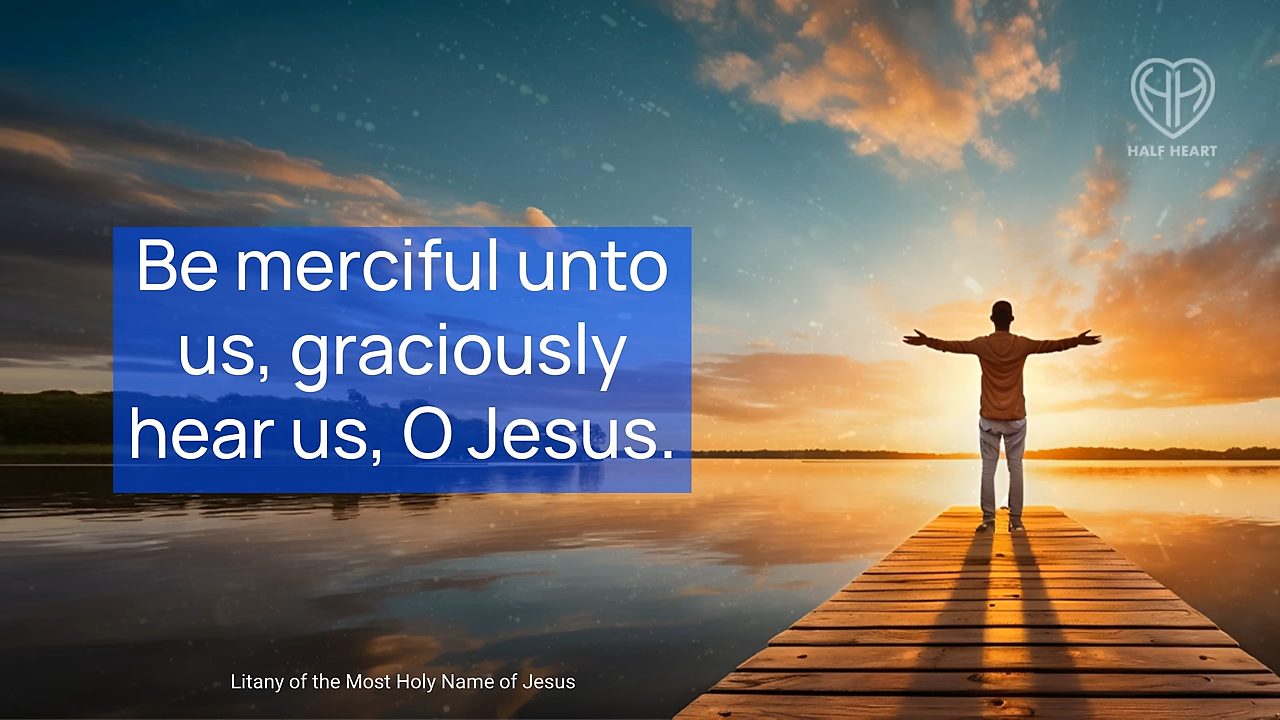 HALF HEART
Be merciful unto
us, graciously
hear us, O Jesus.
Litany of the Most Holy Name of Jesus